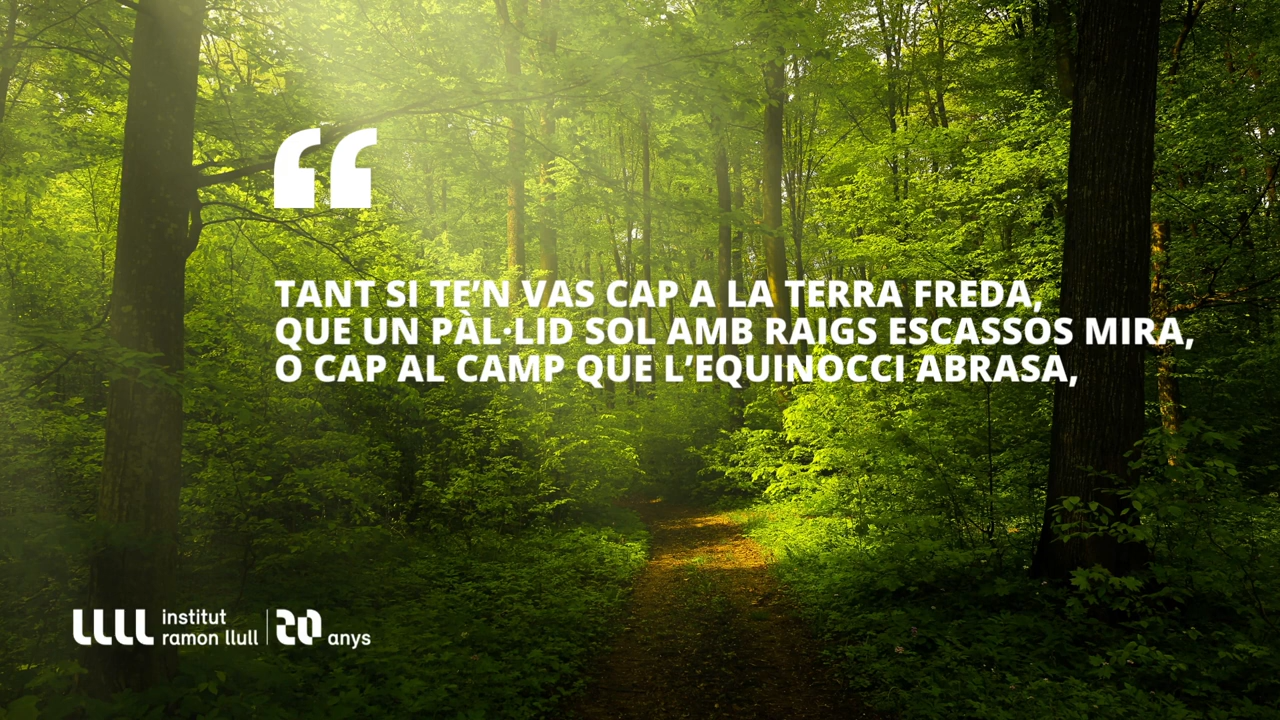 “
TANT SI TE’N VAS CAP A LA TERRA FREDA,
QUE UN PÀL·LID SOL AMB RAIGS ESCASSOS MIRA,
O CAP AL CAMP QUE L’EQUINOCCI ABRASA,
LLLL institut
ramon llull | 20 anys